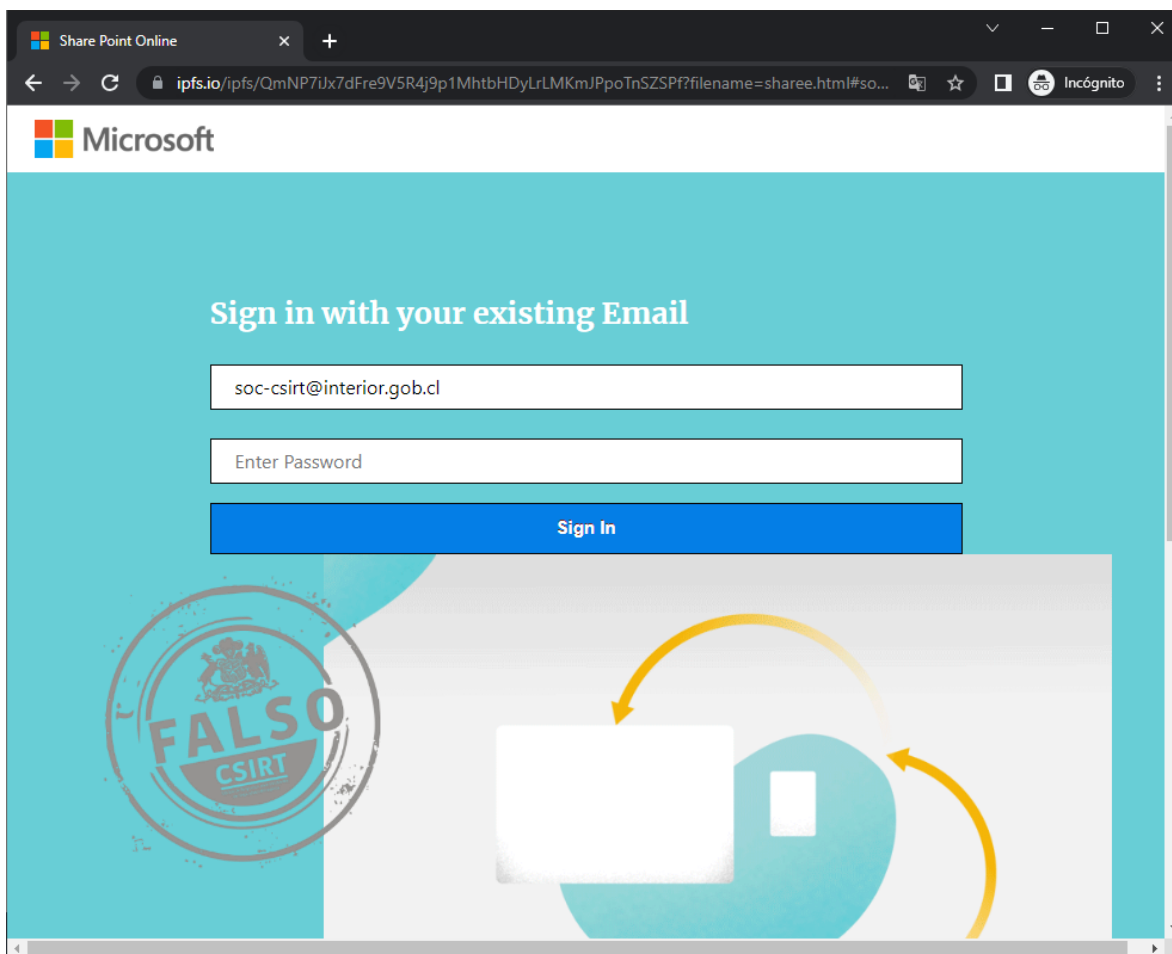 Share Point Online
ipfs.io/ipfs/QmNP7iJx7dFre9V5R4j9p1MhtbHDyLrLMKmJPpoTnSZSPf?filename=sharee.html#so...
Incógnito
Microsoft
Sign in with your existing Email
soc-csirt@interior.gob.cl
Enter Password
Sign In
FALSO
CSIRT